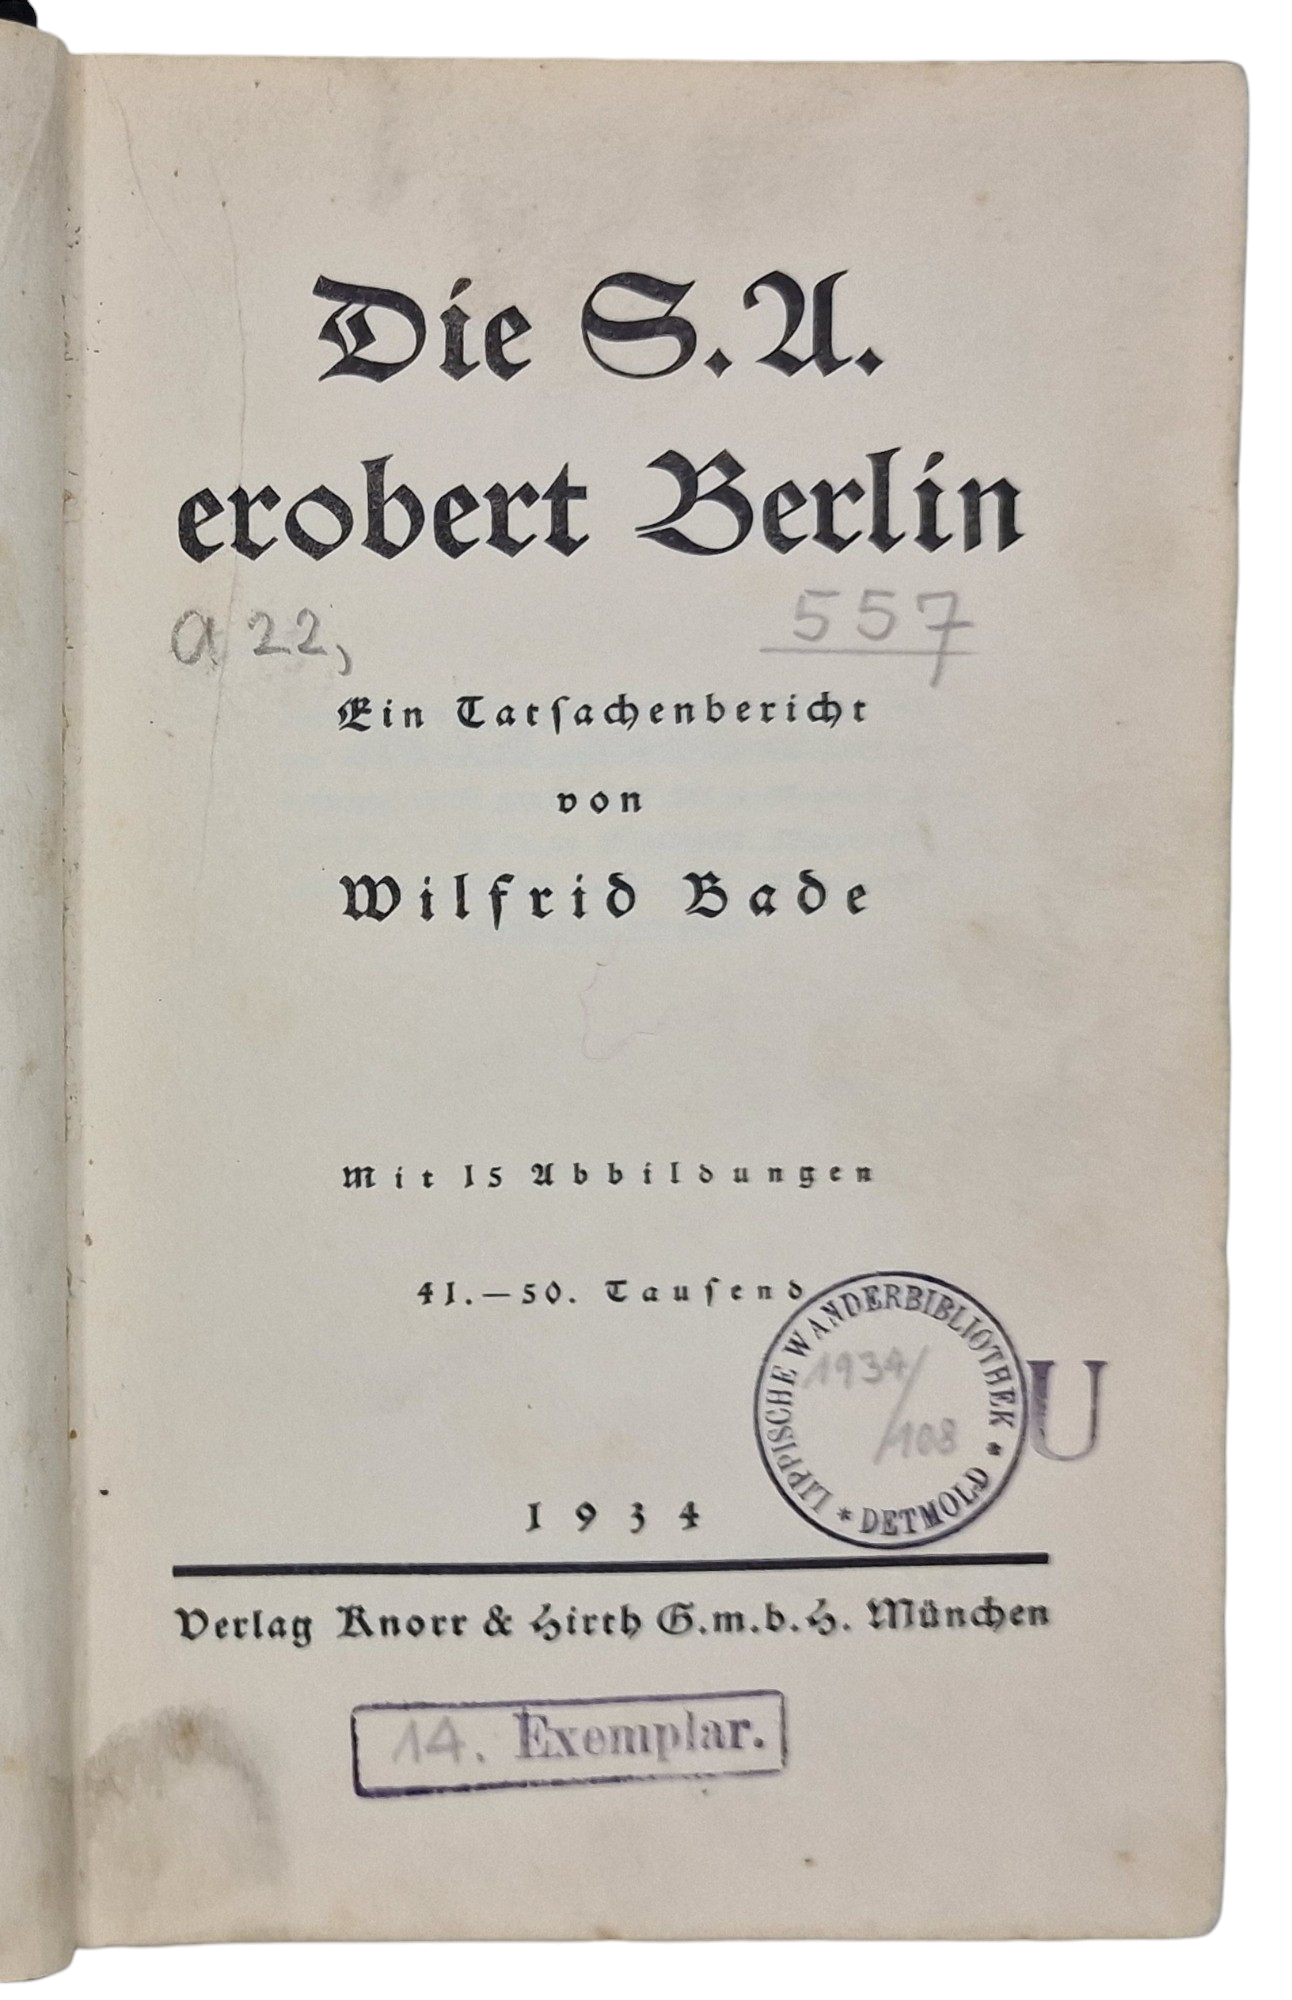 Die S. A.
erobert Berlin
a 22,
557
Ein Tatsachenbericht
von
Wilfrid Bade
Mit 15 Abbildungen
41.—50. Tausend
LIPPISCHE WANDERBIBLIOTHEK
* DETMOLD *
1934/
/108
U
1934
Verlag Knorr & Hirth G.m.b.H. München
14. Exemplar.